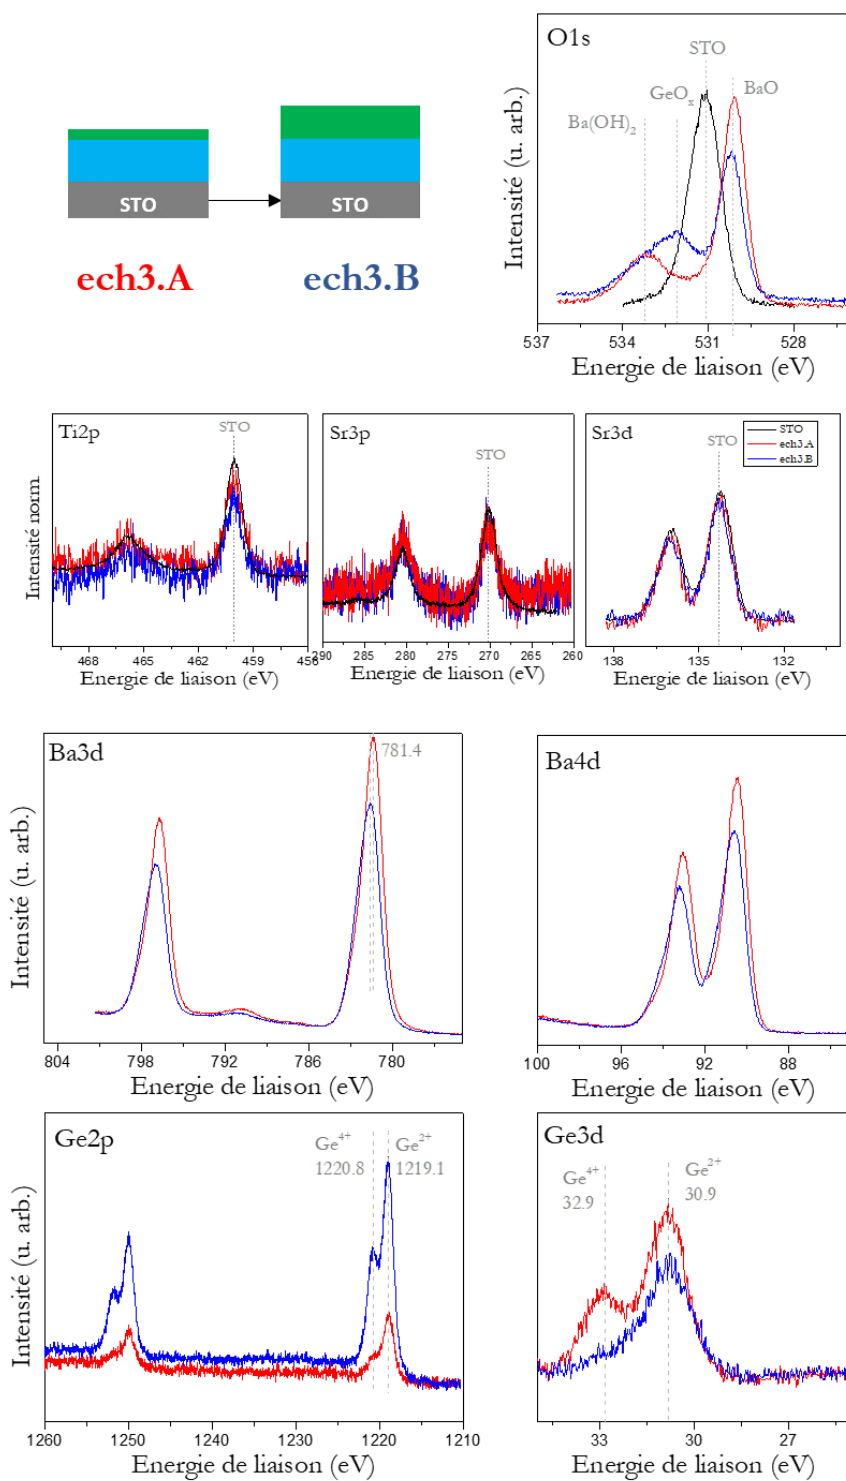 O1s
STO
GeOₓ
BaO
Ba(OH)₂
Intensité (u. arb.)
537 534 531 528
Energie de liaison (eV)
STO STO
ech3.A ech3.B
Ti2p
STO
Intensité norm.
468 465 462 459 456
Energie de liaison (eV)
Sr3p
STO
290 285 280 275 270 265 260
Energie de liaison (eV)
Sr3d
STO
STO
ech3.A
ech3.B
138 135 132
Energie de liaison (eV)
Ba3d
781.4
Intensité (u. arb.)
804 798 792 786 780
Energie de liaison (eV)
Ba4d
100 96 92 88
Energie de liaison (eV)
Ge2p
Ge⁴⁺ Ge²⁺
1220.8 1219.1
Intensité (u. arb.)
1260 1250 1240 1230 1220 1210
Energie de liaison (eV)
Ge3d
Ge⁴⁺ Ge²⁺
32.9 30.9
33 30 27
Energie de liaison (eV)